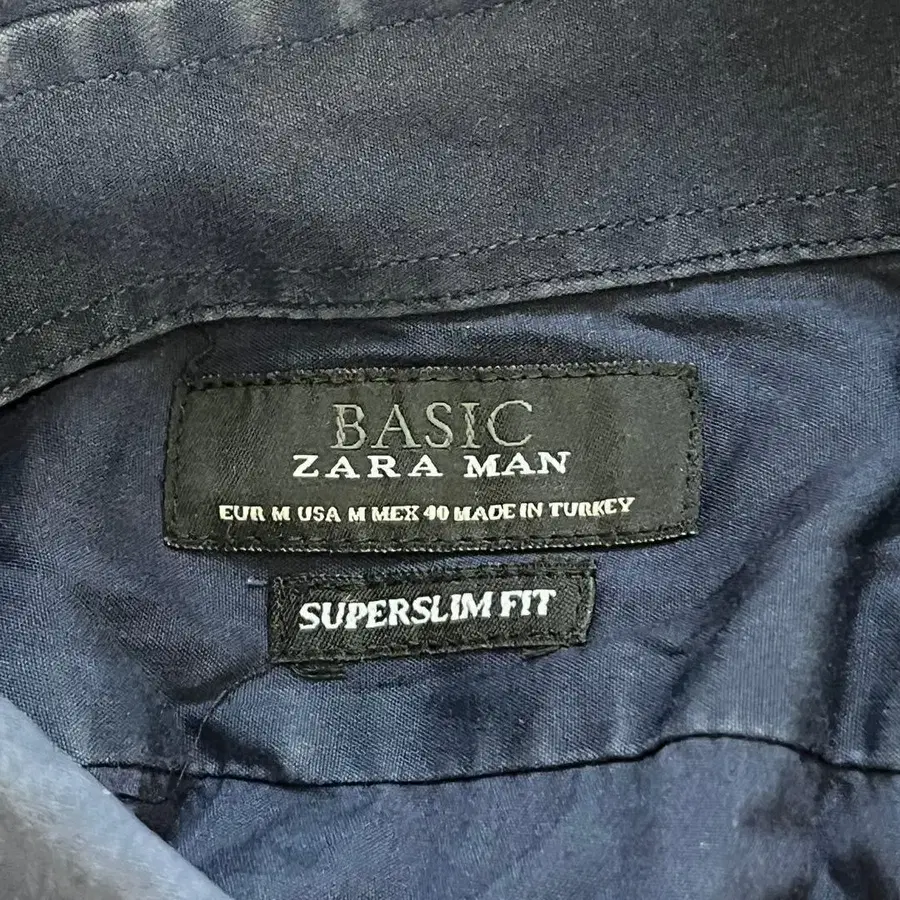 BASIC
ZARA MAN
EUR M USA M MEX 40 MADE IN TURKEY
SUPERSLIM FIT